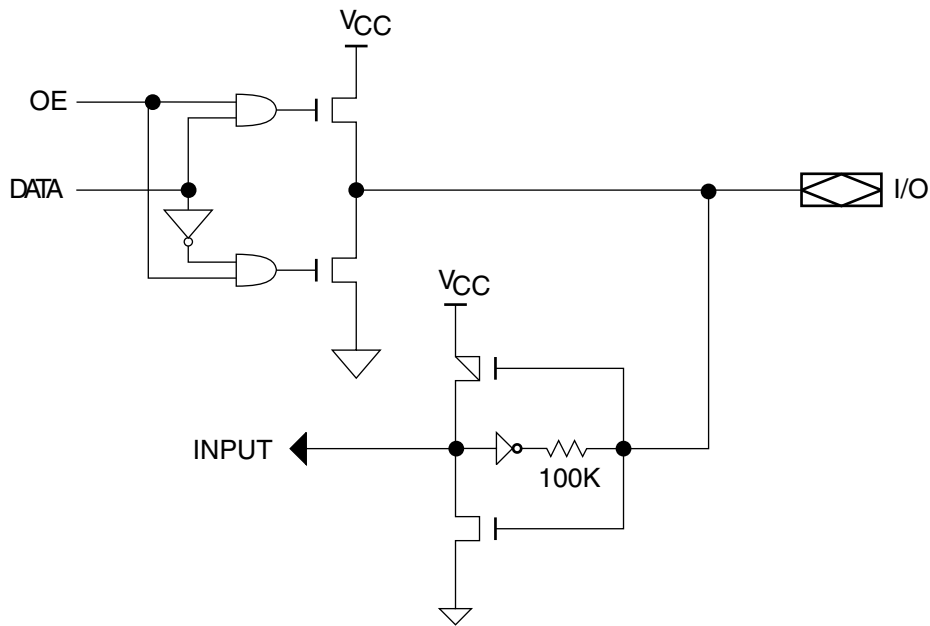 VCC
OE
DATA
I/O
VCC
INPUT
100K